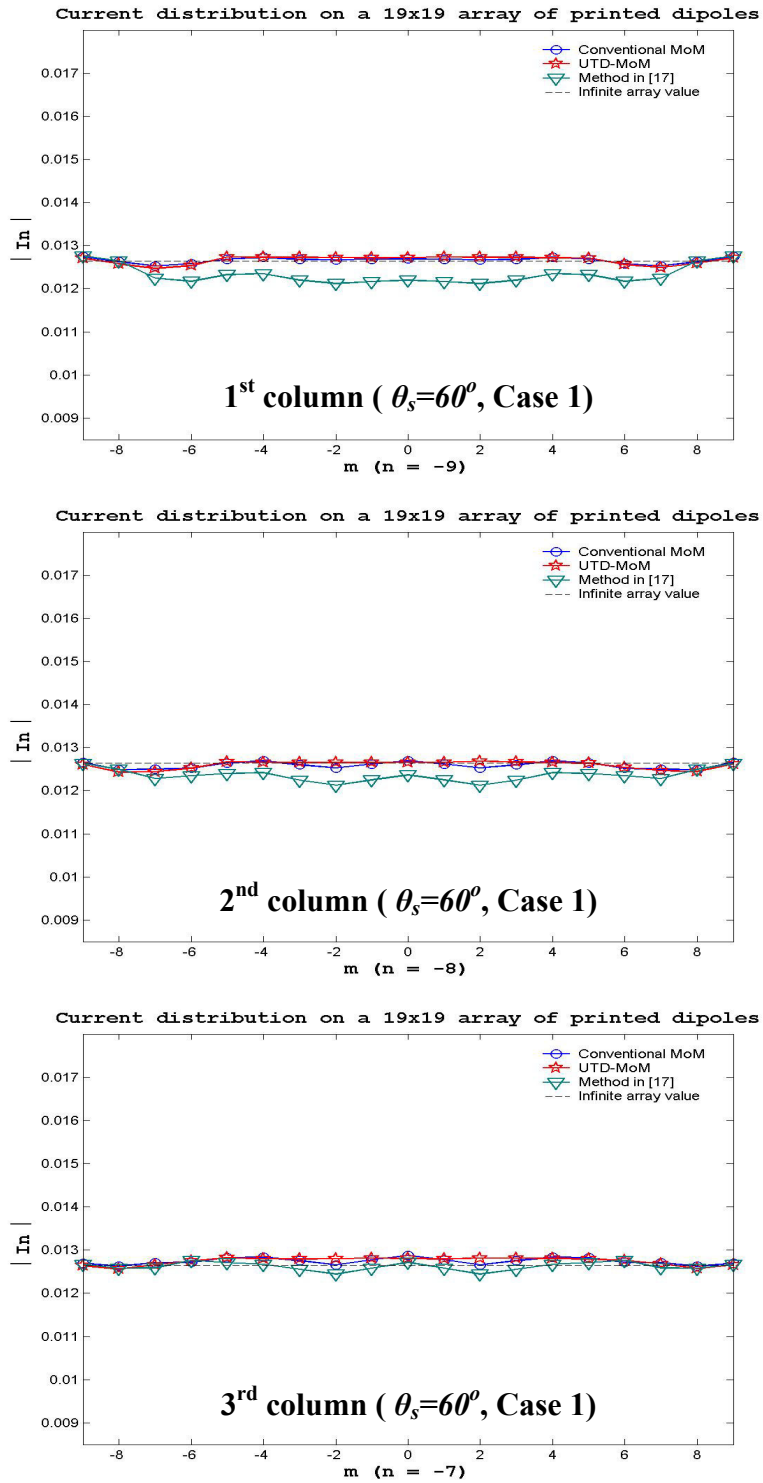 Current distribution on a 19x19 array of printed dipoles
Conventional MoM
UTD-MoM
Method in [17]
Infinite array value
0.017
0.016
0.015
0.014
0.013
0.012
0.011
0.01
0.009
|In|
1st column ( θs=60o, Case 1)
-8 -6 -4 -2 0 2 4 6 8
m (n = -9)
Current distribution on a 19x19 array of printed dipoles
Conventional MoM
UTD-MoM
Method in [17]
Infinite array value
0.017
0.016
0.015
0.014
0.013
0.012
0.011
0.01
0.009
|In|
2nd column ( θs=60o, Case 1)
-8 -6 -4 -2 0 2 4 6 8
m (n = -8)
Current distribution on a 19x19 array of printed dipoles
Conventional MoM
UTD-MoM
Method in [17]
Infinite array value
0.017
0.016
0.015
0.014
0.013
0.012
0.011
0.01
0.009
|In|
3rd column ( θs=60o, Case 1)
-8 -6 -4 -2 0 2 4 6 8
m (n = -7)